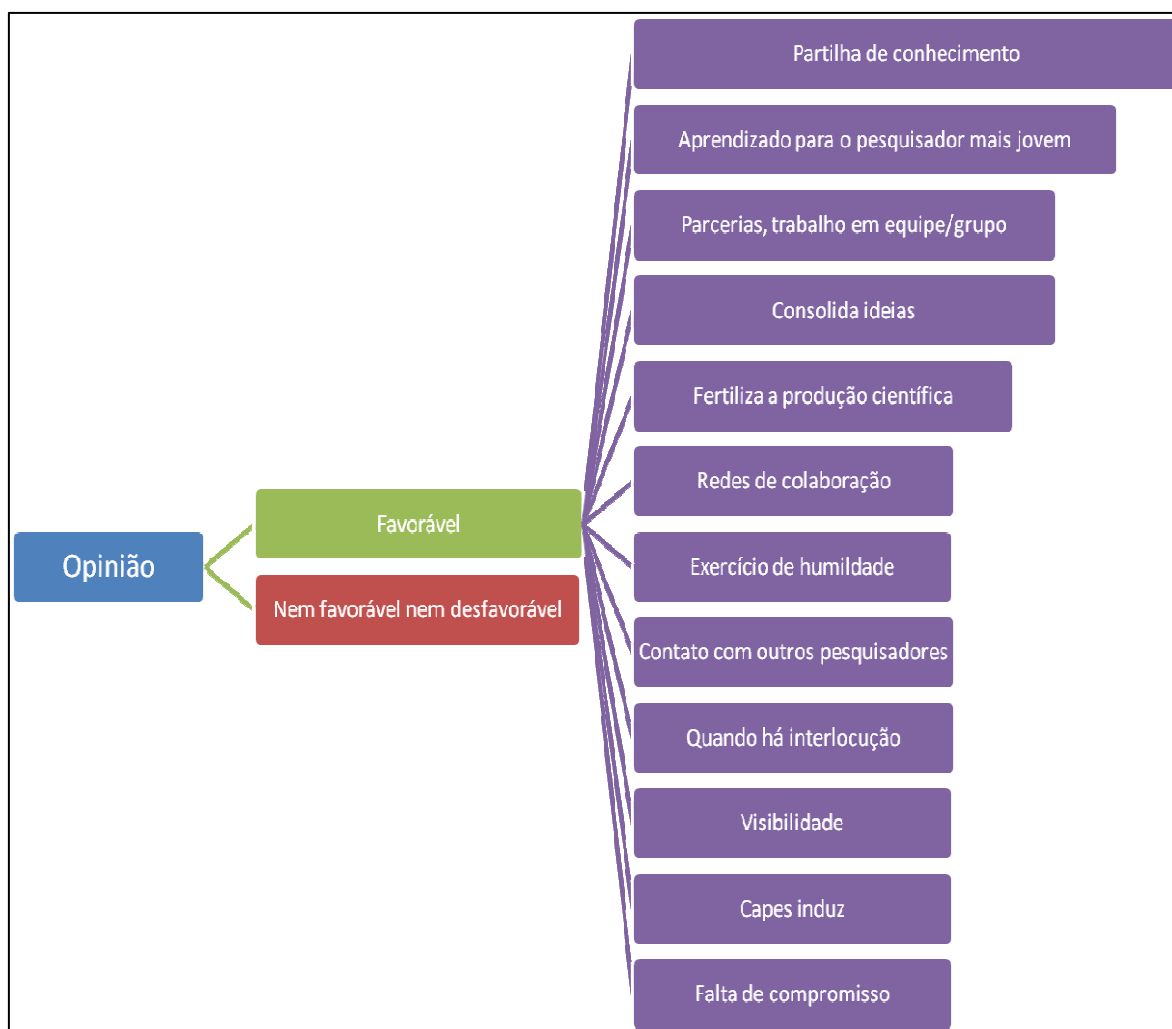 Partilha de conhecimento
Aprendizado para o pesquisador mais jovem
Parcerias, trabalho em equipe/grupo
Consolida ideias
Fertiliza a produção científica
Redes de colaboração
Favorável
Exercício de humildade
Opinião
Nem favorável nem desfavorável
Contato com outros pesquisadores
Quando há interlocução
Visibilidade
Capes induz
Falta de compromisso